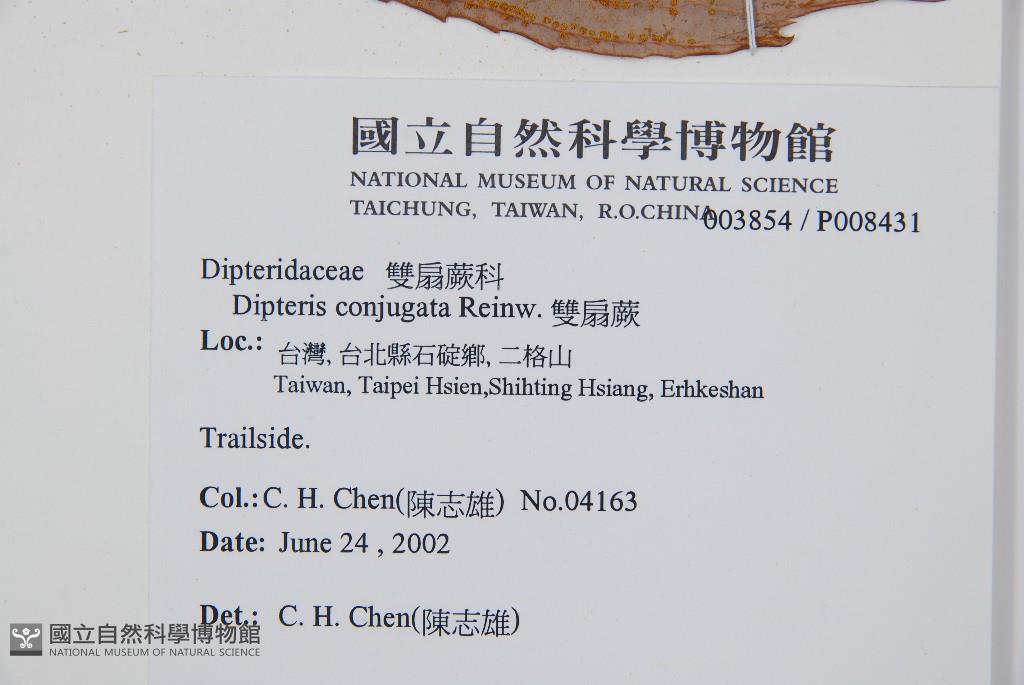 國立自然科學博物館
NATIONAL MUSEUM OF NATURAL SCIENCE
TAICHUNG, TAIWAN, R.O.CHINA
003854 / P008431
Dipteridaceae 雙扇蕨科
Dipteris conjugata Reinw. 雙扇蕨
Loc.: 台灣, 台北縣石碇鄉, 二格山
Taiwan, Taipei Hsien,Shihting Hsiang, Erhkeshan
Trailside.
Col.: C. H. Chen(陳志雄) No.04163
Date: June 24 , 2002
Det.: C. H. Chen(陳志雄)
國立自然科學博物館
NATIONAL MUSEUM OF NATURAL SCIENCE